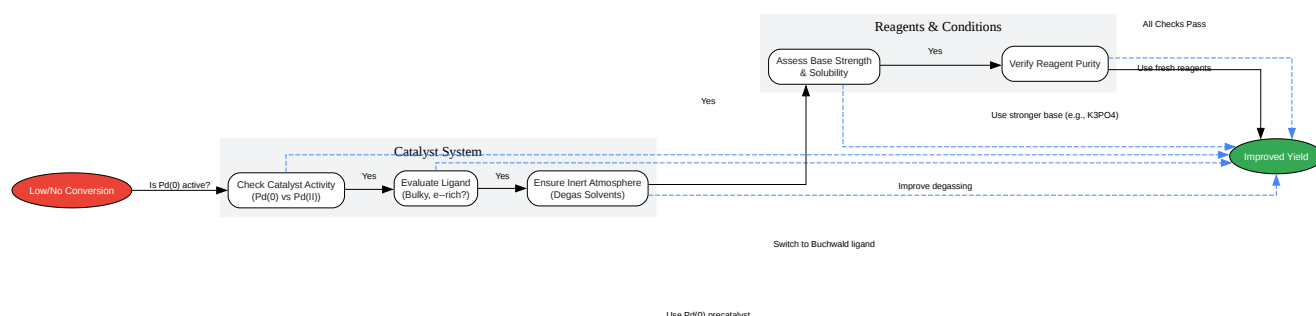 Reagents & Conditions
All Checks Pass
Assess Base Strength
& Solubility
Yes
Verify Reagent Purity
Use fresh reagents
Yes
Use stronger base (e.g., K3PO4)
Catalyst System
Improved Yield
Low/No Conversion
Is Pd(0) active?
Check Catalyst Activity
(Pd(0) vs Pd(II))
Yes
Evaluate Ligand
(Bulky, e--rich?)
Yes
Ensure Inert Atmosphere
(Degas Solvents)
Improve degassing
Switch to Buchwald ligand
Use Pd(0) precatalyst